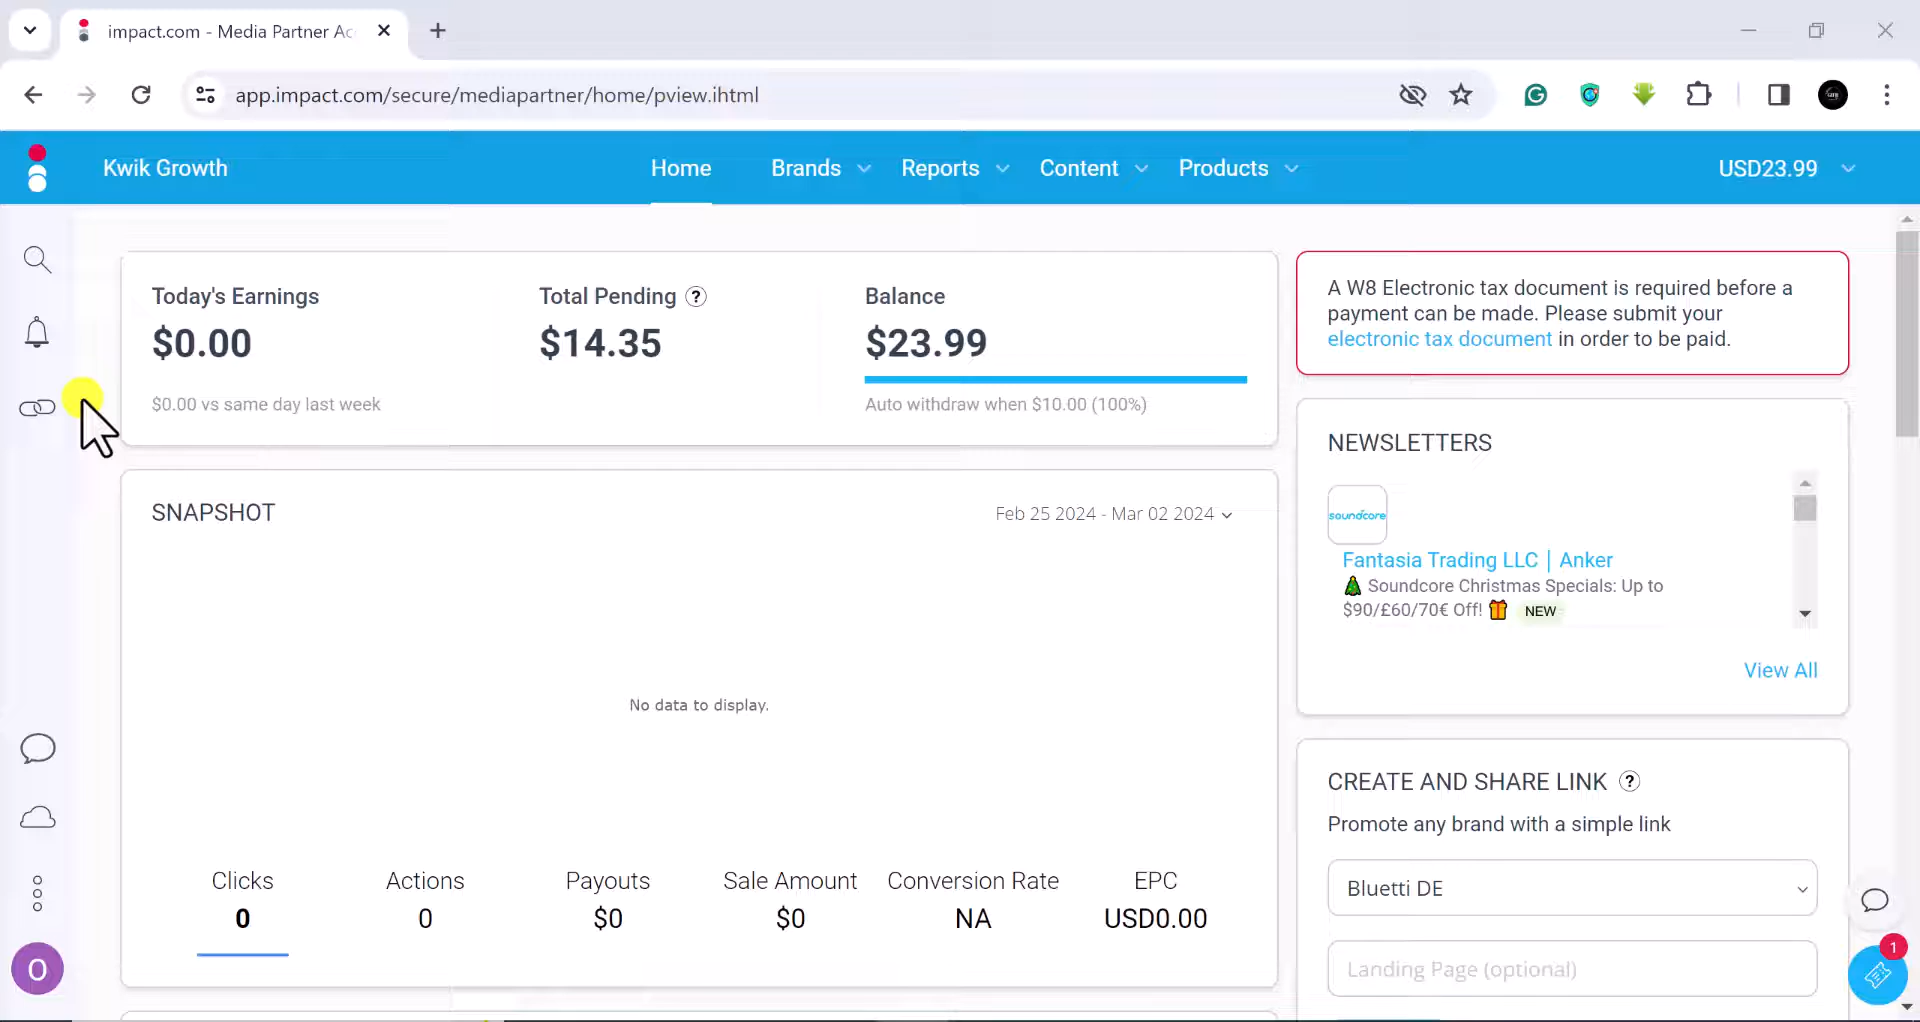 impact.com - Media Partner Ac
app.impact.com/secure/mediapartner/home/pview.ihtml
Kwik Growth
Home
Brands
Reports
Content
Products
USD23.99
Today's Earnings
$0.00
$0.00 vs same day last week
Total Pending ?
$14.35
Balance
$23.99
Auto withdraw when $10.00 (100%)
A W8 Electronic tax document is required before a
payment can be made. Please submit your
electronic tax document in order to be paid.
SNAPSHOT
Feb 25 2024 - Mar 02 2024
No data to display.
Clicks
0
Actions
0
Payouts
$0
Sale Amount
$0
Conversion Rate
NA
EPC
USD0.00
NEWSLETTERS
soundcore
Fantasia Trading LLC | Anker
🎄 Soundcore Christmas Specials: Up to
$90/£60/70€ Off! 🎁 NEW
View All
CREATE AND SHARE LINK ?
Promote any brand with a simple link
Bluetti DE
Landing Page (optional)
1
O